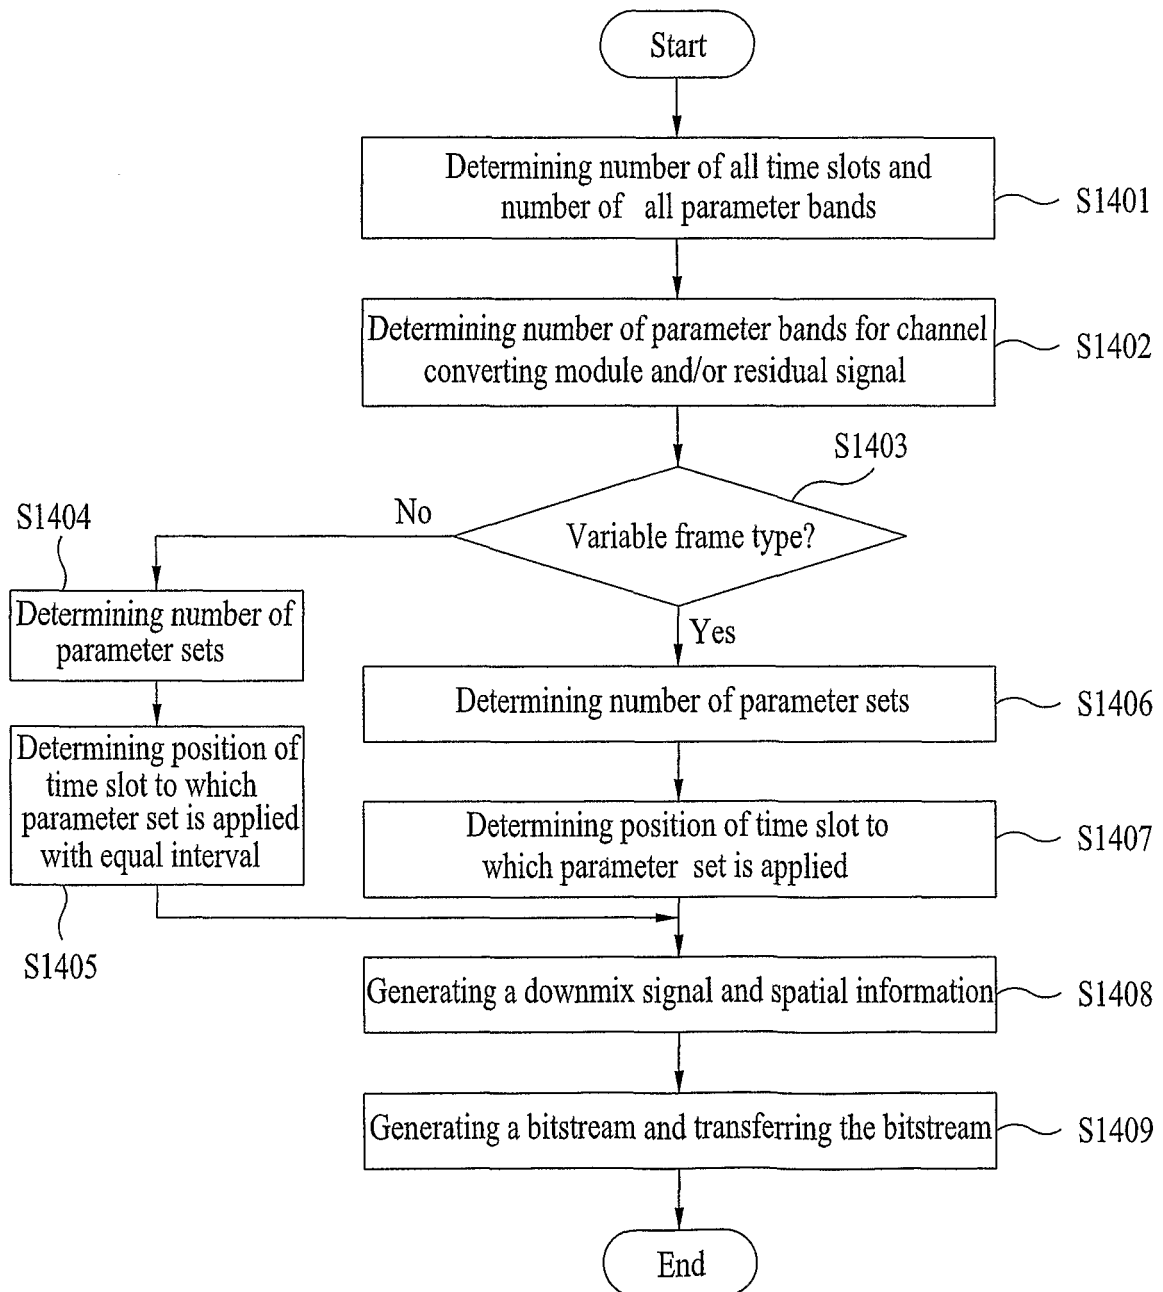 Start
Determining number of all time slots and
number of all parameter bands
S1401
Determining number of parameter bands for channel
converting module and/or residual signal
S1402
S1403
Variable frame type?
No
Yes
S1404
Determining number of
parameter sets
Determining position of
time slot to which
parameter set is applied
with equal interval
S1405
Determining number of parameter sets
S1406
Determining position of time slot to
which parameter set is applied
S1407
Generating a downmix signal and spatial information
S1408
Generating a bitstream and transferring the bitstream
S1409
End